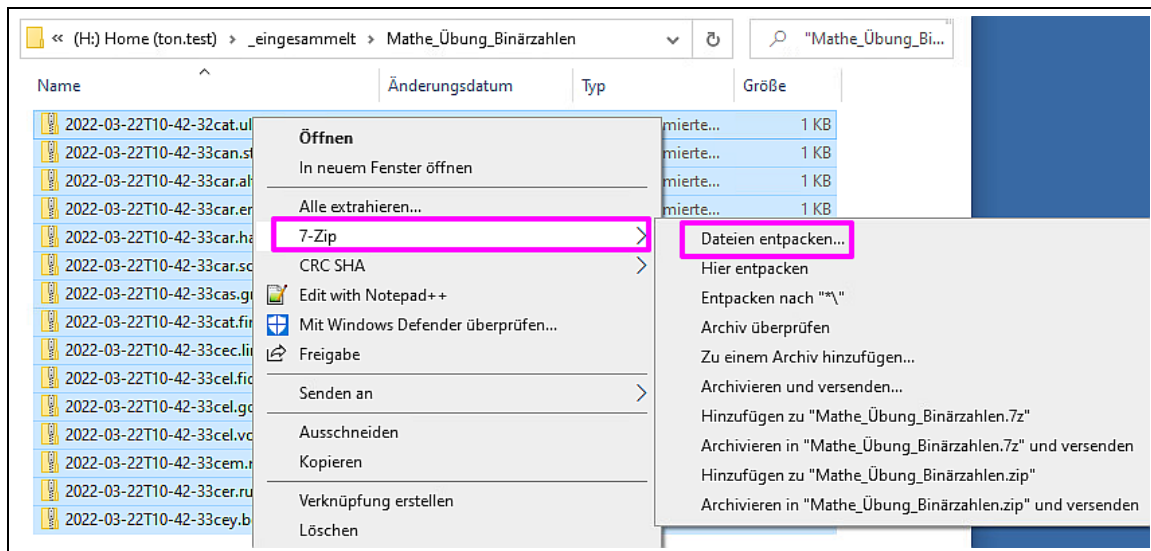 « (H:) Home (ton.test) > _eingesammelt > Mathe_Übung_Binärzahlen
"Mathe_Übung_Bi...
Name Änderungsdatum Typ Größe
2022-03-22T10-42-32cat.ul mierte... 1 KB
2022-03-22T10-42-33can.st mierte... 1 KB
2022-03-22T10-42-33car.al mierte... 1 KB
2022-03-22T10-42-33car.er mierte... 1 KB
2022-03-22T10-42-33car.ha
2022-03-22T10-42-33car.sc
2022-03-22T10-42-33cas.gr
2022-03-22T10-42-33cat.fir
2022-03-22T10-42-33cec.lir
2022-03-22T10-42-33cel.fic
2022-03-22T10-42-33cel.gc
2022-03-22T10-42-33cel.vc
2022-03-22T10-42-33cem.r
2022-03-22T10-42-33cer.ru
2022-03-22T10-42-33cey.b
Öffnen
In neuem Fenster öffnen
Alle extrahieren...
7-Zip
CRC SHA
Edit with Notepad++
Mit Windows Defender überprüfen...
Freigabe
Senden an
Ausschneiden
Kopieren
Verknüpfung erstellen
Löschen
Dateien entpacken...
Hier entpacken
Entpacken nach "*\"
Archiv überprüfen
Zu einem Archiv hinzufügen...
Archivieren und versenden...
Hinzufügen zu "Mathe_Übung_Binärzahlen.7z"
Archivieren in "Mathe_Übung_Binärzahlen.7z" und versenden
Hinzufügen zu "Mathe_Übung_Binärzahlen.zip"
Archivieren in "Mathe_Übung_Binärzahlen.zip" und versenden